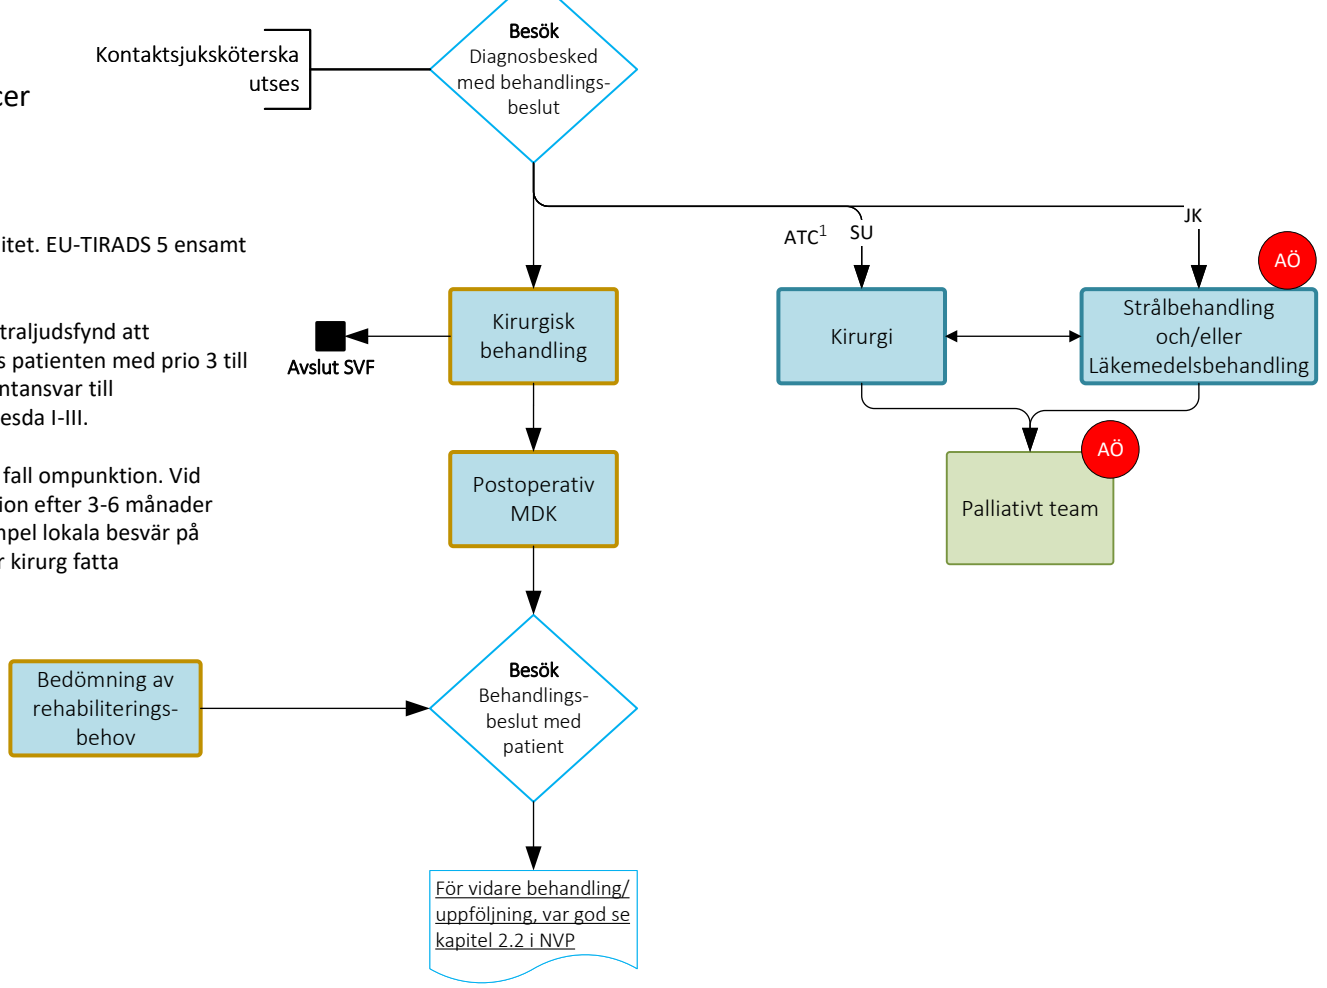 Besök
Diagnosbesked
med behandlings-
beslut
Kontaktsjuksköterska
utses
cer
itet. EU-TIRADS 5 ensamt
traljudsfynd att
s patienten med prio 3 till
ntansvar till
esda I-III.
fall ompunktion. Vid
ion efter 3-6 månader
mpel lokala besvär på
r kirurg fatta
ATC1
SU
JK
AÖ
Kirurgisk
behandling
Avslut SVF
Kirurgi
Strålbehandling
och/eller
Läkemedelsbehandling
Postoperativ
MDK
AÖ
Palliativt team
Bedömning av
rehabiliterings-
behov
Besök
Behandlings-
beslut med
patient
För vidare behandling/
uppföljning, var god se
kapitel 2.2 i NVP